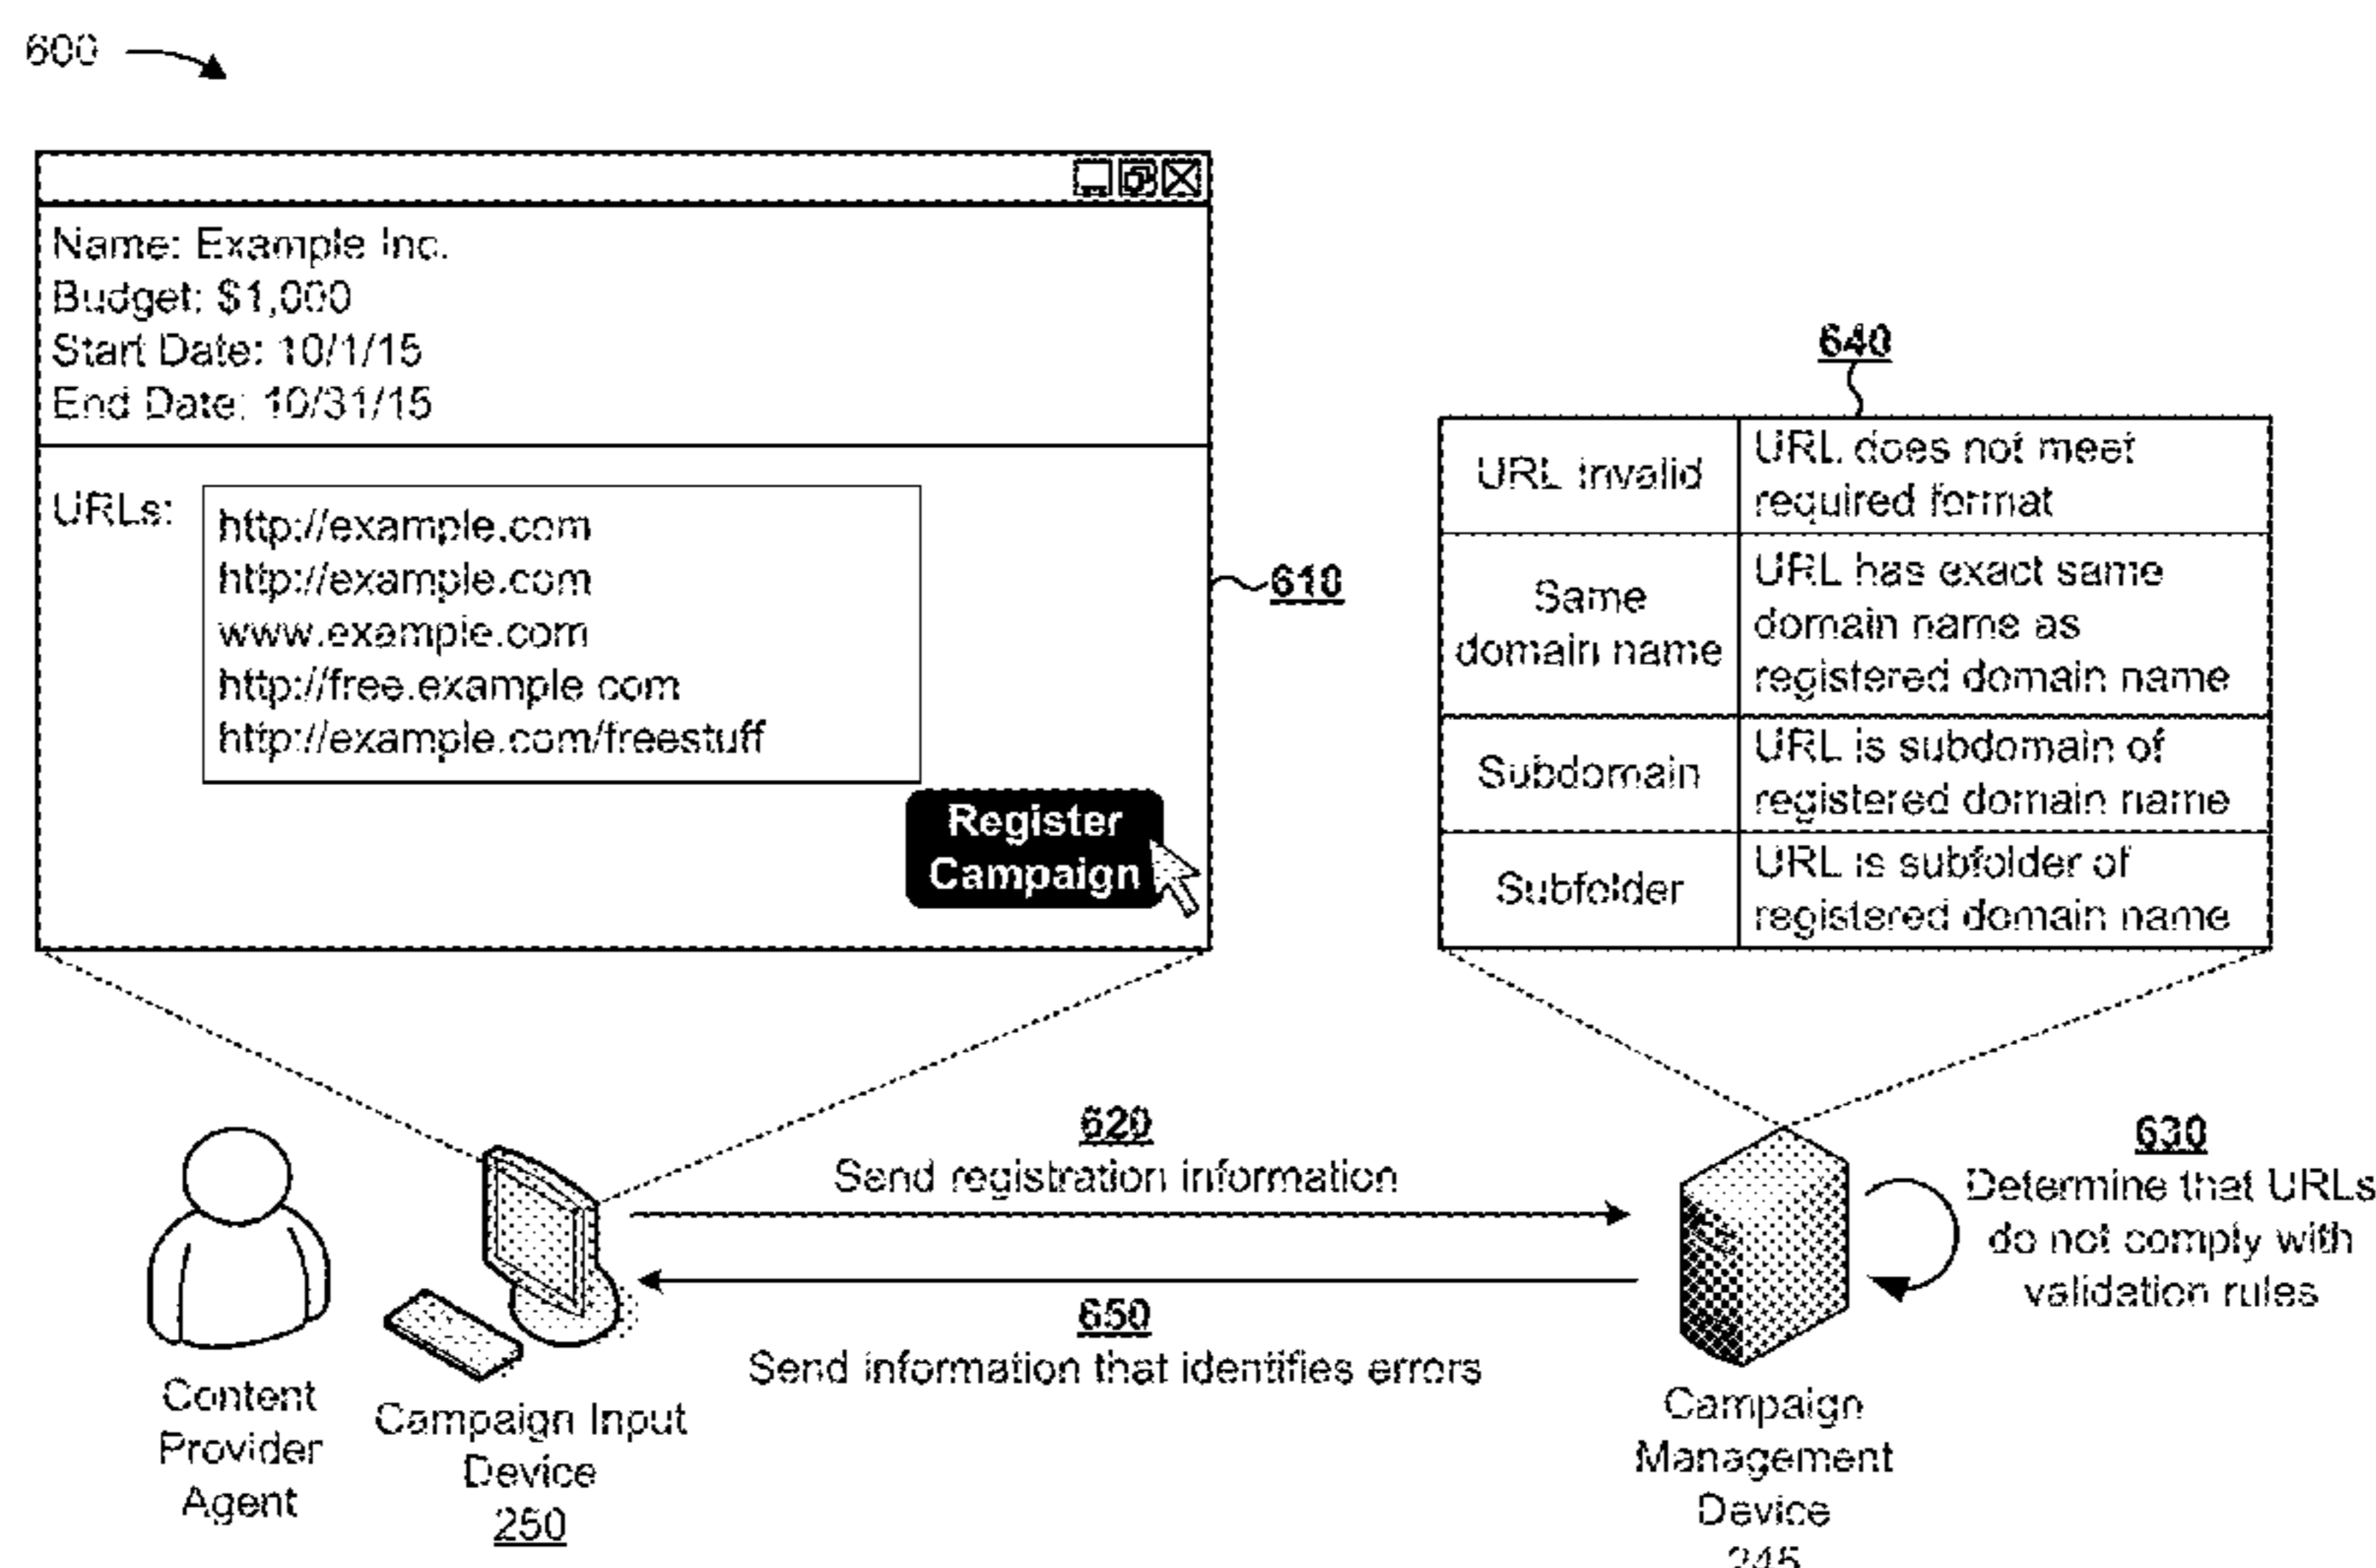 600
Name: Example Inc.
Budget: $1,000
Start Date: 10/1/15
End Date: 10/31/15
URLs:
http://example.com
http://example.com
www.example.com
http://free.example com
http://example.com/freestuff
Register
Campaign
610
640
URL invalid
URL does not meet
required format
Same
domain name
URL has exact same
domain name as
registered domain name
Subdomain
URL is subdomain of
registered domain name
Subfolder
URL is subfolder of
registered domain name
620
Send registration information
630
Determine that URLs
do not comply with
validation rules
650
Send information that identifies errors
Content
Provider
Agent
Campaign Input
Device
250
Campaign
Management
Device
245